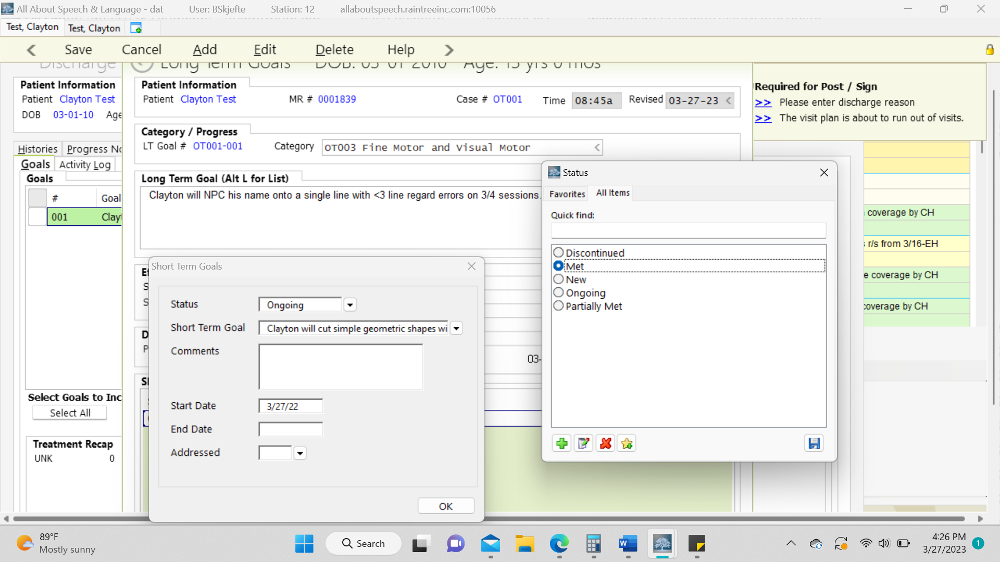 All About Speech & Language - dat User: BSkjefte Station: 12 allaboutspeech.raintreeinc.com:10056
Test, Clayton Test, Clayton
Save Cancel Add Edit Delete Help
Discharge Long Term Goals DOB: 03-01-2010 Age: 13 yrs 0 mos
Patient Information
Patient Clayton Test
DOB 03-01-10 Age
Histories Progress No
Goals Activity Log
Goals
# Goal
001 Clay
Select Goals to Inc
Select All
Treatment Recap
UNK 0
Patient Information
Patient Clayton Test MR # 0001839 Case # OT001 Time 08:45a Revised 03-27-23
Category / Progress
LT Goal # OT001-001 Category OT003 Fine Motor and Visual Motor
Long Term Goal (Alt L for List)
Clayton will NPC his name onto a single line with <3 line regard errors on 3/4 sessions.
03-
Short Term Goals
Status Ongoing
Short Term Goal Clayton will cut simple geometric shapes wi
Comments
Start Date 3/27/22
End Date
Addressed
OK
Status
Favorites All Items
Quick find:
Discontinued
Met
New
Ongoing
Partially Met
Required for Post / Sign
>> Please enter discharge reason
>> The visit plan is about to run out of visits.
coverage by CH
r/s from 3/16-EH
e coverage by CH
coverage by CH
89°F
Mostly sunny
Search
4:26 PM
3/27/2023
1